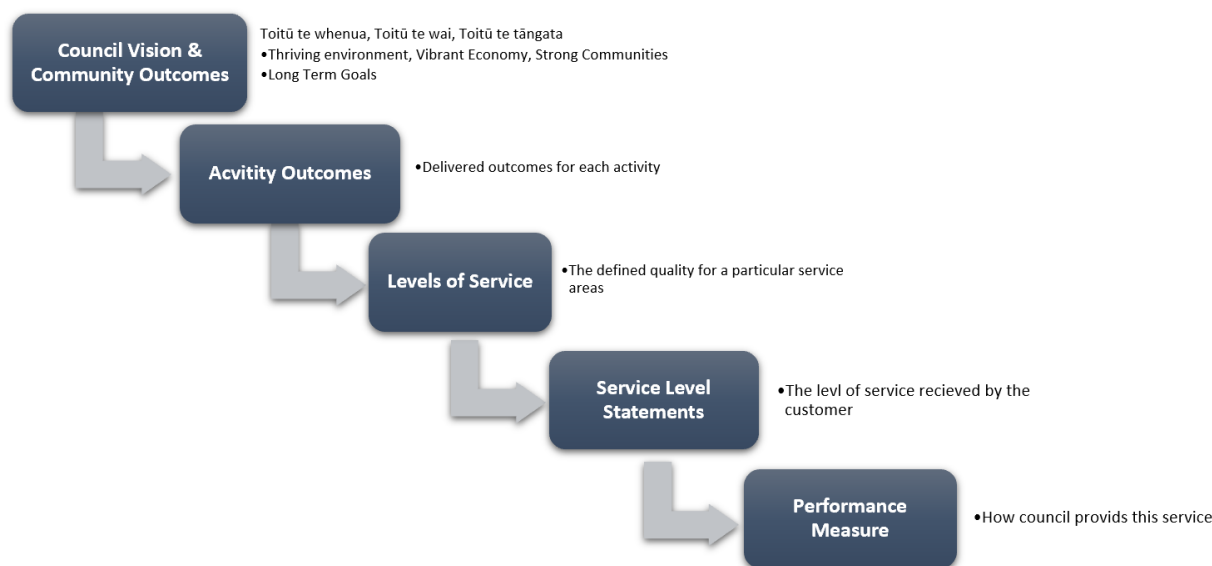 Council Vision &
Community Outcomes
Toitū te whenua, Toitū te wai, Toitū te tāngata
•Thriving environment, Vibrant Economy, Strong Communities
•Long Term Goals
Acvitity Outcomes
•Delivered outcomes for each activity
Levels of Service
•The defined quality for a particular service
areas
Service Level
Statements
•The levl of service recieved by the
customer
Performance
Measure
•How council provids this service